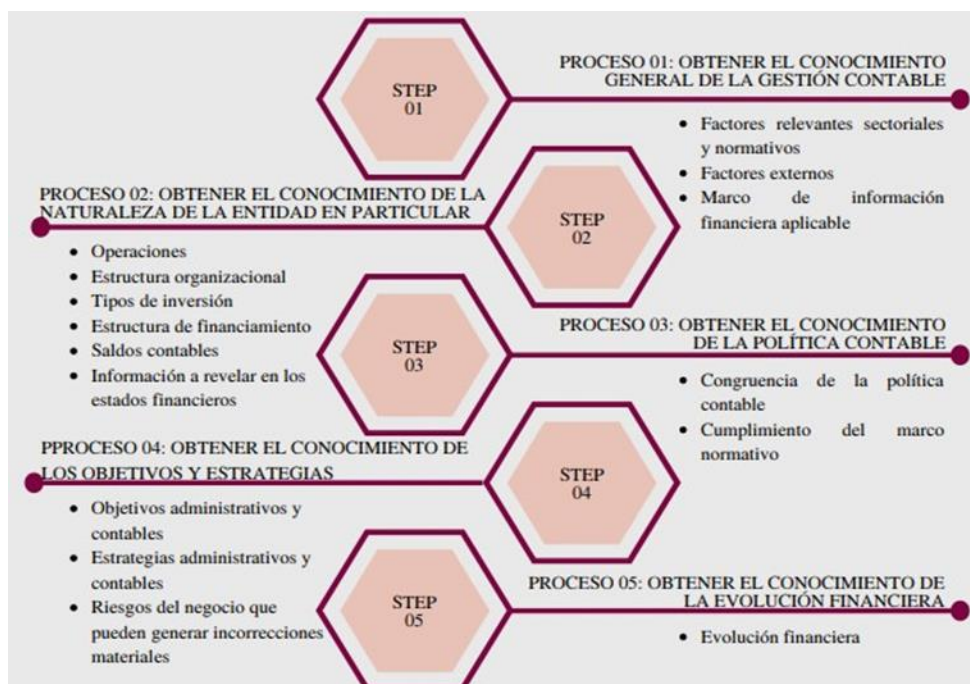 STEP
01
PROCESO 01: OBTENER EL CONOCIMIENTO
GENERAL DE LA GESTIÓN CONTABLE
• Factores relevantes sectoriales
y normativos
• Factores externos
• Marco de información
financiera aplicable
PROCESO 02: OBTENER EL CONOCIMIENTO DE LA
NATURALEZA DE LA ENTIDAD EN PARTICULAR
STEP
02
• Operaciones
• Estructura organizacional
• Tipos de inversión
• Estructura de financiamiento
• Saldos contables
• Información a revelar en los
estados financieros
STEP
03
PROCESO 03: OBTENER EL CONOCIMIENTO
DE LA POLÍTICA CONTABLE
• Congruencia de la política
contable
• Cumplimiento del marco
normativo
PPROCESO 04: OBTENER EL CONOCIMIENTO DE
LOS OBJETIVOS Y ESTRATEGIAS
STEP
04
• Objetivos administrativos y
contables
• Estrategias administrativos y
contables
• Riesgos del negocio que
pueden generar incorrecciones
materiales
STEP
05
PROCESO 05: OBTENER EL CONOCIMIENTO DE
LA EVOLUCIÓN FINANCIERA
• Evolución financiera